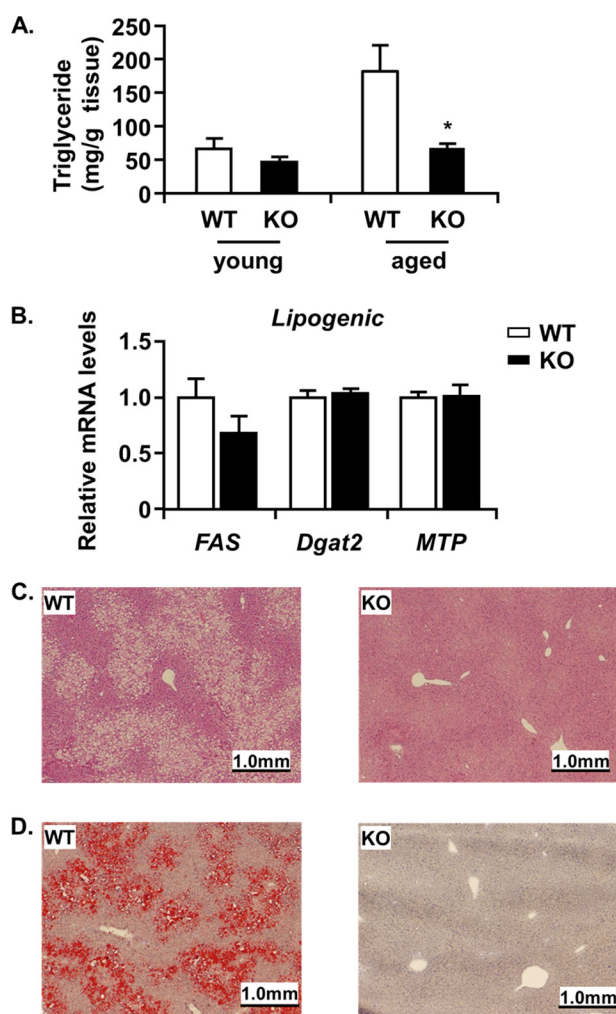 A.
Triglyceride
(mg/g tissue)
250
200
150
100
50
0
*
WT KO WT KO
young aged
B.
Lipogenic
Relative mRNA levels
1.5
1.0
0.5
0
WT
KO
FAS Dgat2 MTP
C.
WT
1.0mm
KO
1.0mm
D.
WT
1.0mm
KO
1.0mm